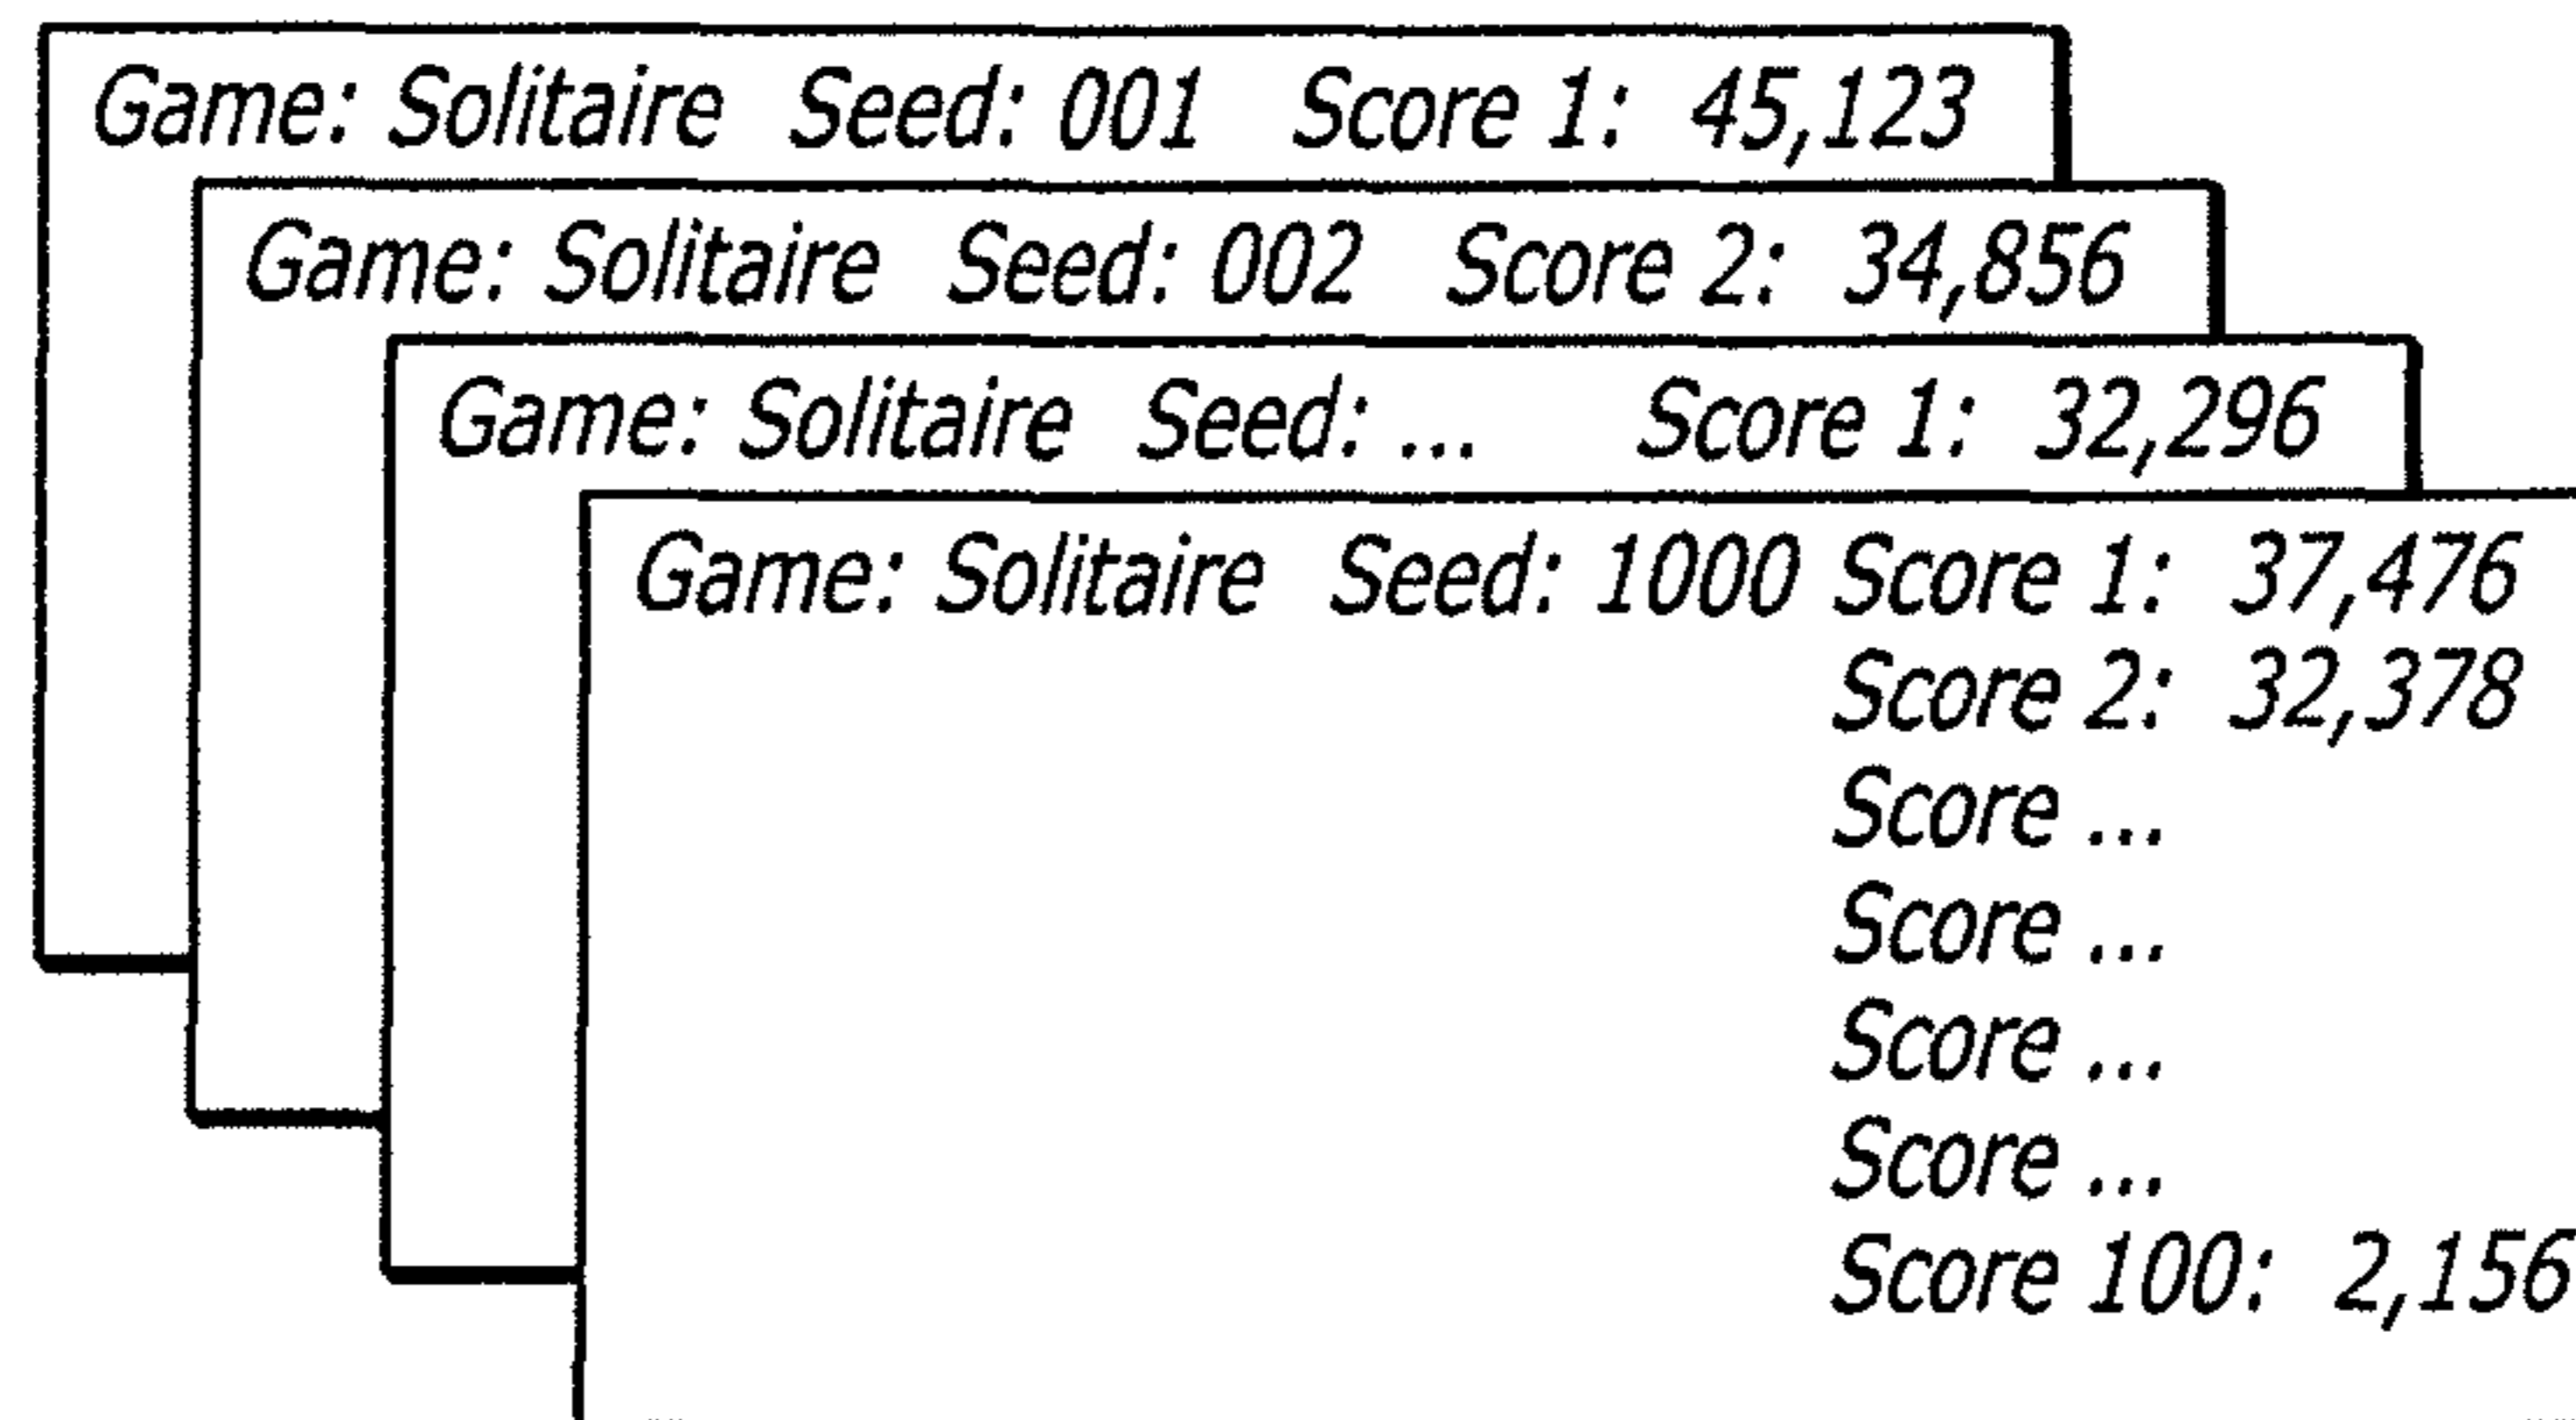 Game: Solitaire Seed: 001 Score 1: 45,123
Game: Solitaire Seed: 002 Score 2: 34,856
Game: Solitaire Seed: ... Score 1: 32,296
Game: Solitaire Seed: 1000 Score 1: 37,476
Score 2: 32,378
Score ...
Score ...
Score ...
Score ...
Score 100: 2,156